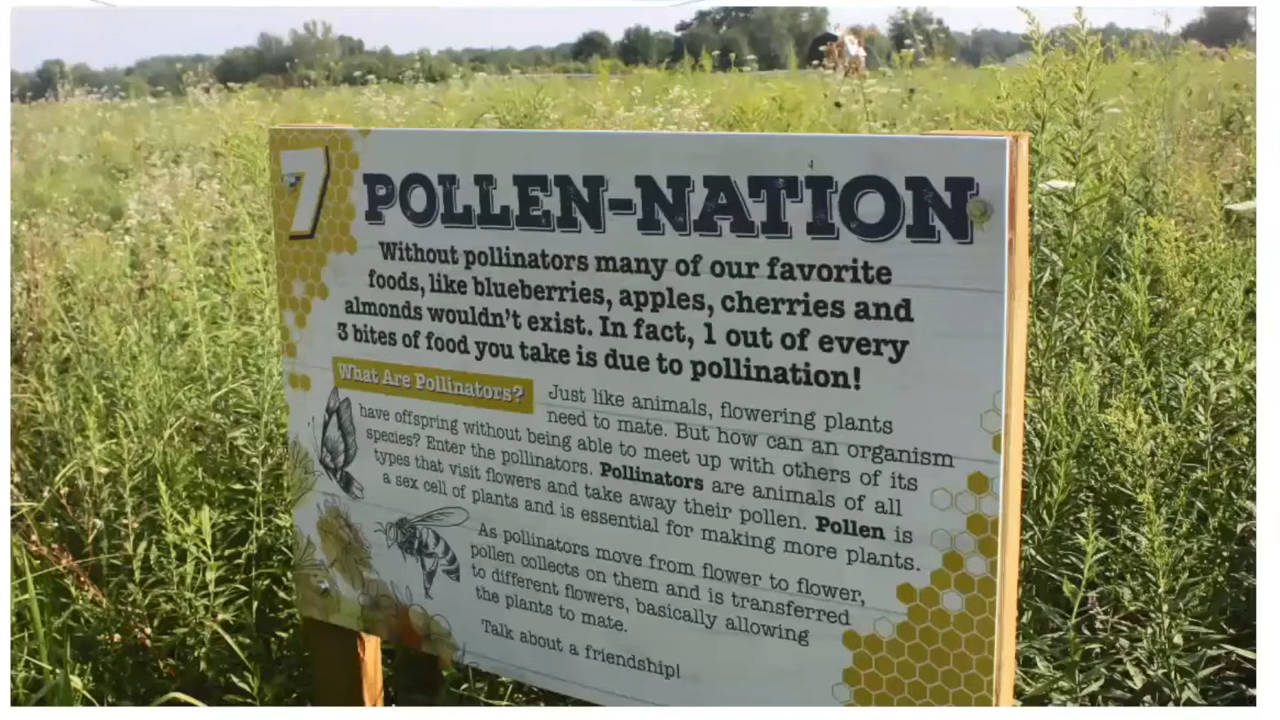 7
POLLEN-NATION
Without pollinators many of our favorite
foods, like blueberries, apples, cherries and
almonds wouldn't exist. In fact, 1 out of every
3 bites of food you take is due to pollination!
What Are Pollinators?
Just like animals, flowering plants
need to mate. But how can an organism
have offspring without being able to meet up with others of its
species? Enter the pollinators. Pollinators are animals of all
types that visit flowers and take away their pollen. Pollen is
a sex cell of plants and is essential for making more plants.
As pollinators move from flower to flower,
pollen collects on them and is transferred
to different flowers, basically allowing
the plants to mate.
Talk about a friendship!